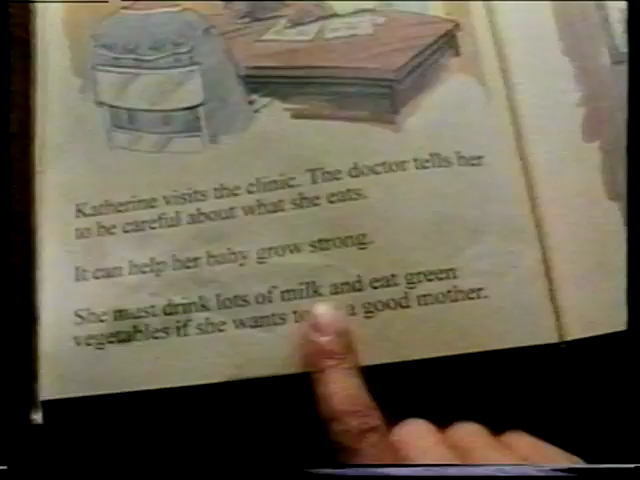 Katherine visits the clinic. The doctor tells her
to be careful about what she eats.
It can help her baby grow strong.
She must drink lots of milk and eat green
vegetables if she wants to a good mother.